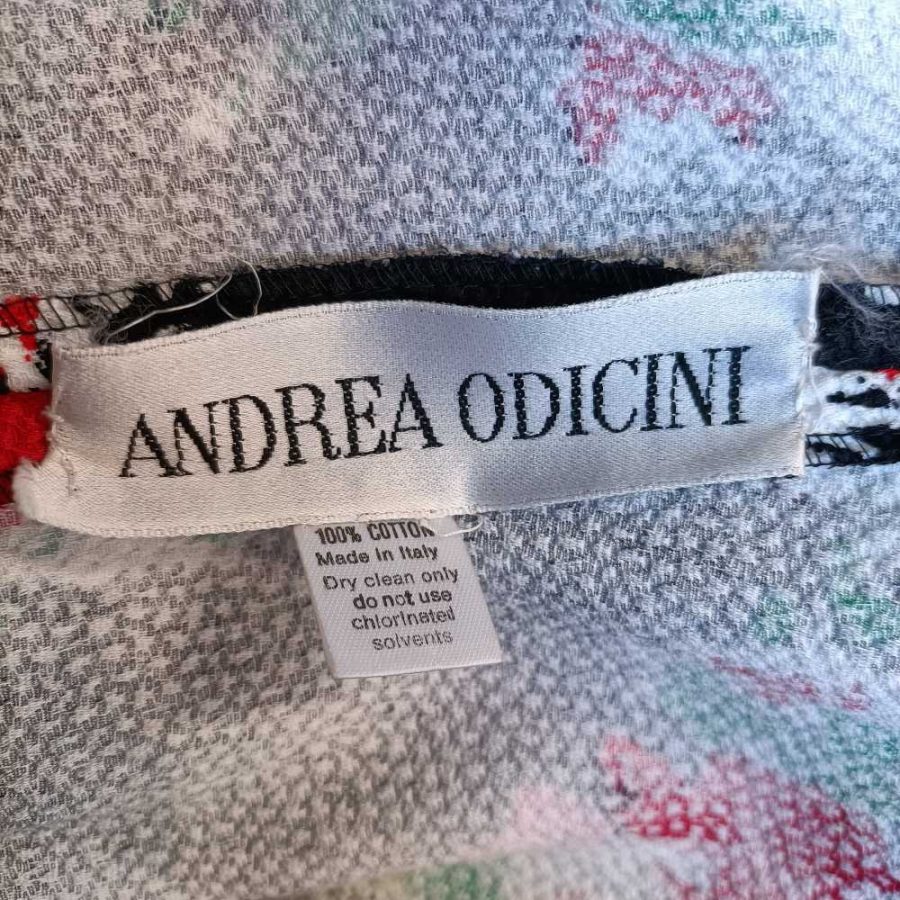 ANDREA ODICINI
100% COTTON
Made in Italy
Dry clean only
do not use
chlorinated
solvents